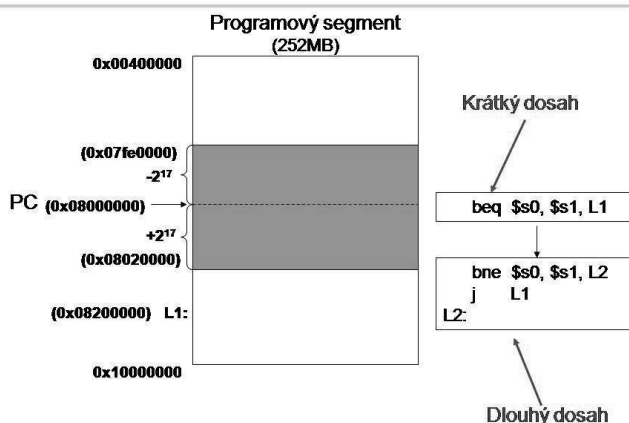 Programový segment
(252MB)
0x00400000
(0x07fe0000)
-2¹⁷
PC (0x08000000)
+2¹⁷
(0x08020000)
(0x08200000) L1:
0x10000000
Krátký dosah
beq $s0, $s1, L1
bne $s0, $s1, L2
j L1
L2:
Dlouhý dosah